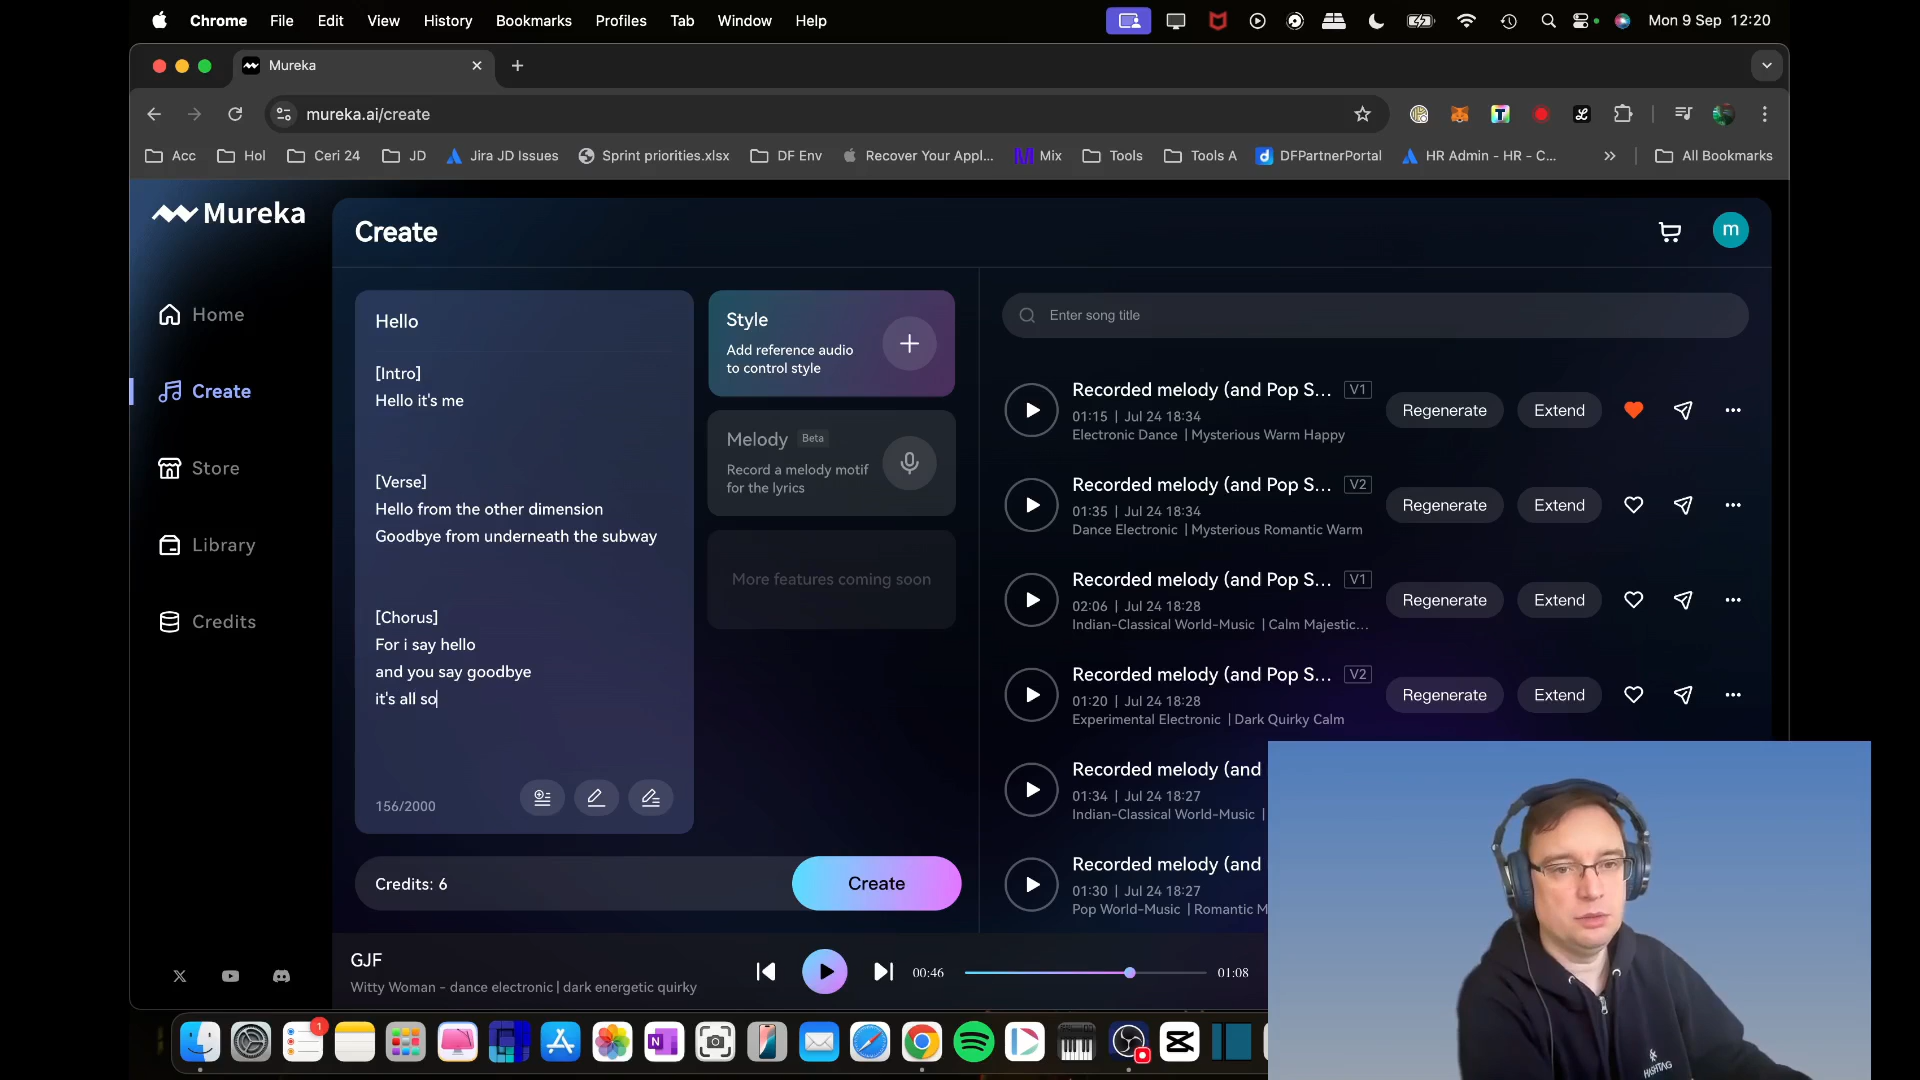 Chrome File Edit View History Bookmarks Profiles Tab Window Help Mon 9 Sep 12:20
Mureka
mureka.ai/create
Acc Hol Ceri 24 JD Jira JD Issues Sprint priorities.xlsx DF Env Recover Your Appl... Mix Tools Tools A DFPartnerPortal HR Admin - HR - C... All Bookmarks
Mureka
Home
Create
Store
Library
Credits
Create
m
Hello
[Intro]
Hello it's me
[Verse]
Hello from the other dimension
Goodbye from underneath the subway
[Chorus]
For i say hello
and you say goodbye
it's all so
156/2000
Style
Add reference audio
to control style
Melody Beta
Record a melody motif
for the lyrics
More features coming soon
Credits: 6
Create
Enter song title
Recorded melody (and Pop S... V1
01:15 | Jul 24 18:34
Electronic Dance | Mysterious Warm Happy
Regenerate Extend
Recorded melody (and Pop S... V2
01:35 | Jul 24 18:34
Dance Electronic | Mysterious Romantic Warm
Regenerate Extend
Recorded melody (and Pop S... V1
02:06 | Jul 24 18:28
Indian-Classical World-Music | Calm Majestic...
Regenerate Extend
Recorded melody (and Pop S... V2
01:20 | Jul 24 18:28
Experimental Electronic | Dark Quirky Calm
Regenerate Extend
Recorded melody (and
01:34 | Jul 24 18:27
Indian-Classical World-Music |
Recorded melody (and
01:30 | Jul 24 18:27
Pop World-Music | Romantic M
GJF
Witty Woman - dance electronic | dark energetic quirky
00:46 01:08
1
N
HASHTAG